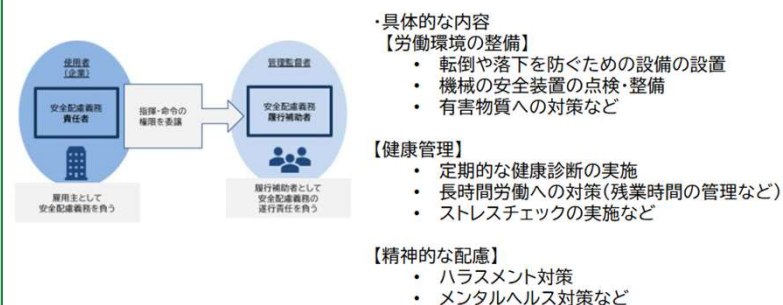 使用者
(企業)
安全配慮義務
責任者
雇用主として
安全配慮義務を負う
指揮・命令の
権限を委譲
管理監督者
安全配慮義務
履行補助者
履行補助者として
安全配慮義務の
遂行責任を負う
・具体的な内容
【労働環境の整備】
• 転倒や落下を防ぐための設備の設置
• 機械の安全装置の点検・整備
• 有害物質への対策など
【健康管理】
• 定期的な健康診断の実施
• 長時間労働への対策(残業時間の管理など)
• ストレスチェックの実施など
【精神的な配慮】
• ハラスメント対策
• メンタルヘルス対策など